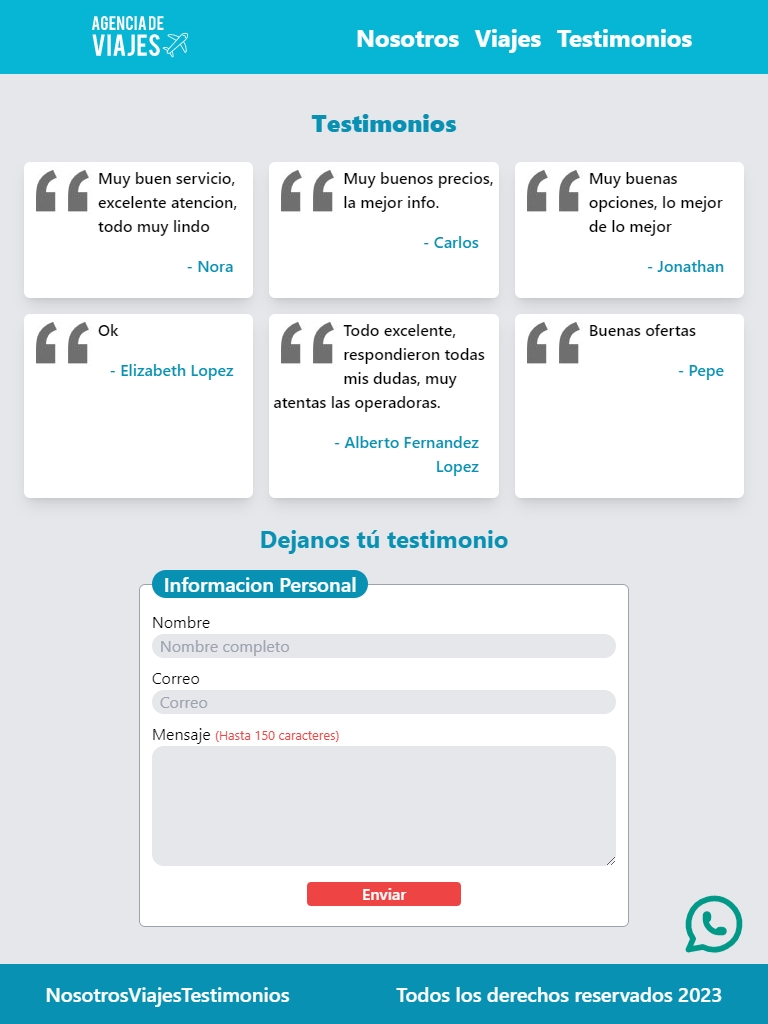 AGENCIA DE
VIAJES
Nosotros Viajes Testimonios
Testimonios
Muy buen servicio,
excelente atencion,
todo muy lindo
- Nora
Muy buenos precios,
la mejor info.
- Carlos
Muy buenas
opciones, lo mejor
de lo mejor
- Jonathan
Ok
- Elizabeth Lopez
Todo excelente,
respondieron todas
mis dudas, muy
atentas las operadoras.
- Alberto Fernandez
Lopez
Buenas ofertas
- Pepe
Dejanos tú testimonio
Informacion Personal
Nombre
Nombre completo
Correo
Correo
Mensaje (Hasta 150 caracteres)
Enviar
NosotrosViajesTestimonios
Todos los derechos reservados 2023